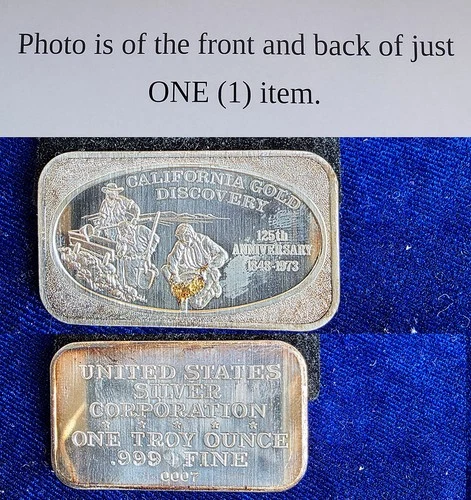 Photo is of the front and back of just
ONE (1) item.
CALIFORNIA GOLD
DISCOVERY
125th
ANNIVERSARY
1848-1973
UNITED STATES
SILVER
CORPORATION
ONE TROY OUNCE
.999+FINE
0007